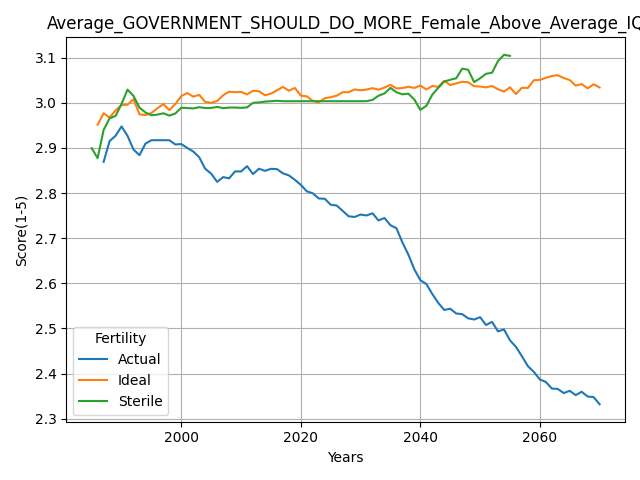 Average_GOVERNMENT_SHOULD_DO_MORE_Female_Above_Average_IQ
Score(1-5)
3.1
3.0
2.9
2.8
2.7
2.6
2.5
2.4
2.3
Fertility
Actual
Ideal
Sterile
2000
2020
2040
2060
Years